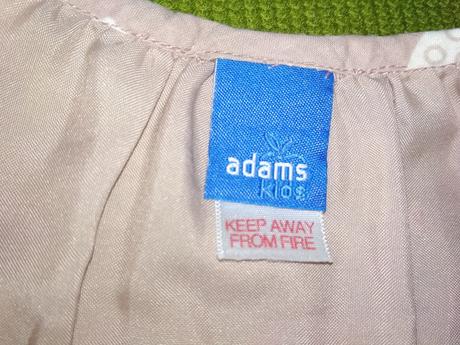 adams
kids
KEEP AWAY
FROM FIRE